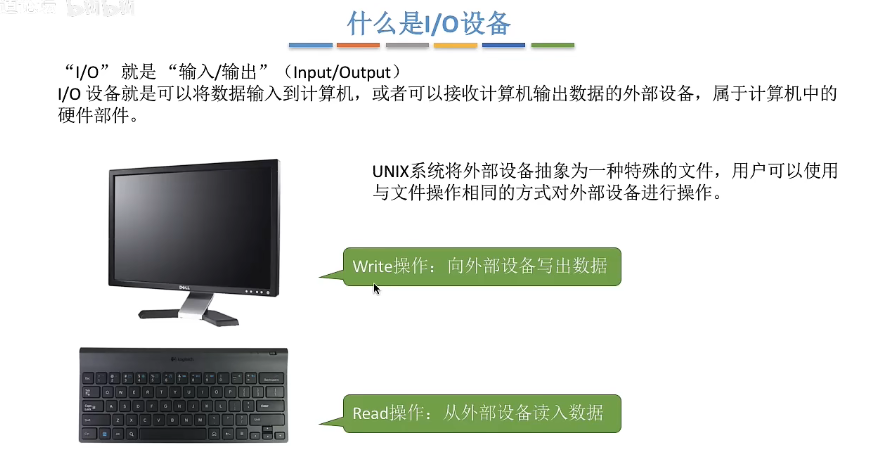 什么是I/O设备
“I/O” 就是 “输入/输出”（Input/Output）
I/O 设备就是可以将数据输入到计算机，或者可以接收计算机输出数据的外部设备，属于计算机中的
硬件部件。
UNIX系统将外部设备抽象为一种特殊的文件，用户可以使用
与文件操作相同的方式对外部设备进行操作。
DELL
Write操作：向外部设备写出数据
Read操作：从外部设备读入数据